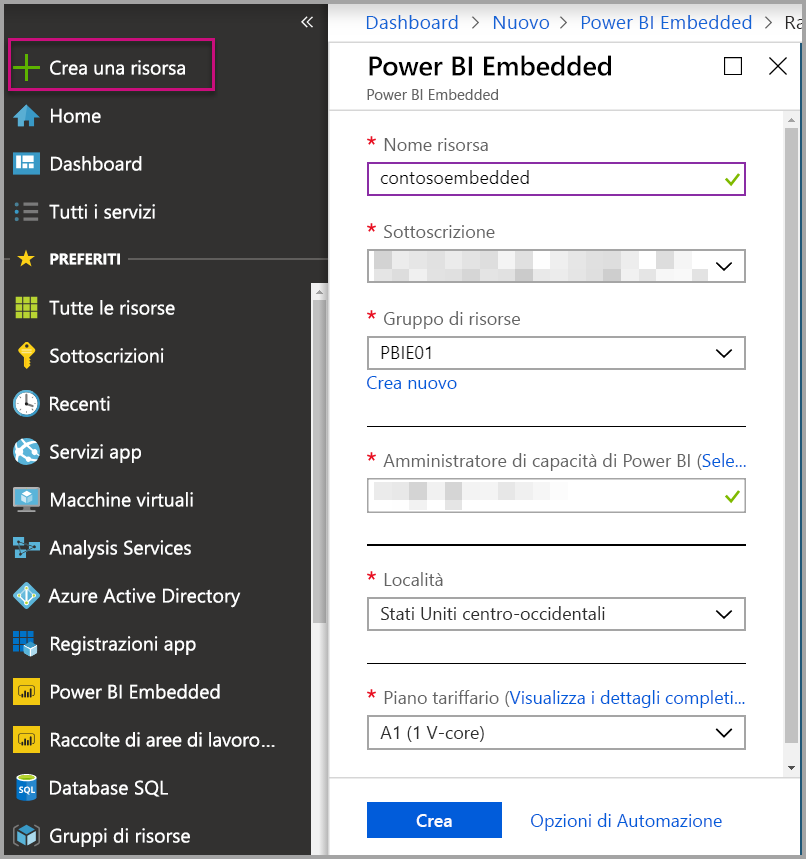 «
Crea una risorsa
Home
Dashboard
Tutti i servizi
PREFERITI
Tutte le risorse
Sottoscrizioni
Recenti
Servizi app
Macchine virtuali
Analysis Services
Azure Active Directory
Registrazioni app
Power BI Embedded
Raccolte di aree di lavoro...
SQL
Database SQL
Gruppi di risorse
Dashboard > Nuovo > Power BI Embedded > Ra
Power BI Embedded
Power BI Embedded
* Nome risorsa
contosoembedded
* Sottoscrizione
* Gruppo di risorse
PBIE01
Crea nuovo
* Amministratore di capacità di Power BI (Sele...
* Località
Stati Uniti centro-occidentali
* Piano tariffario (Visualizza i dettagli completi...
A1 (1 V-core)
Crea
Opzioni di Automazione